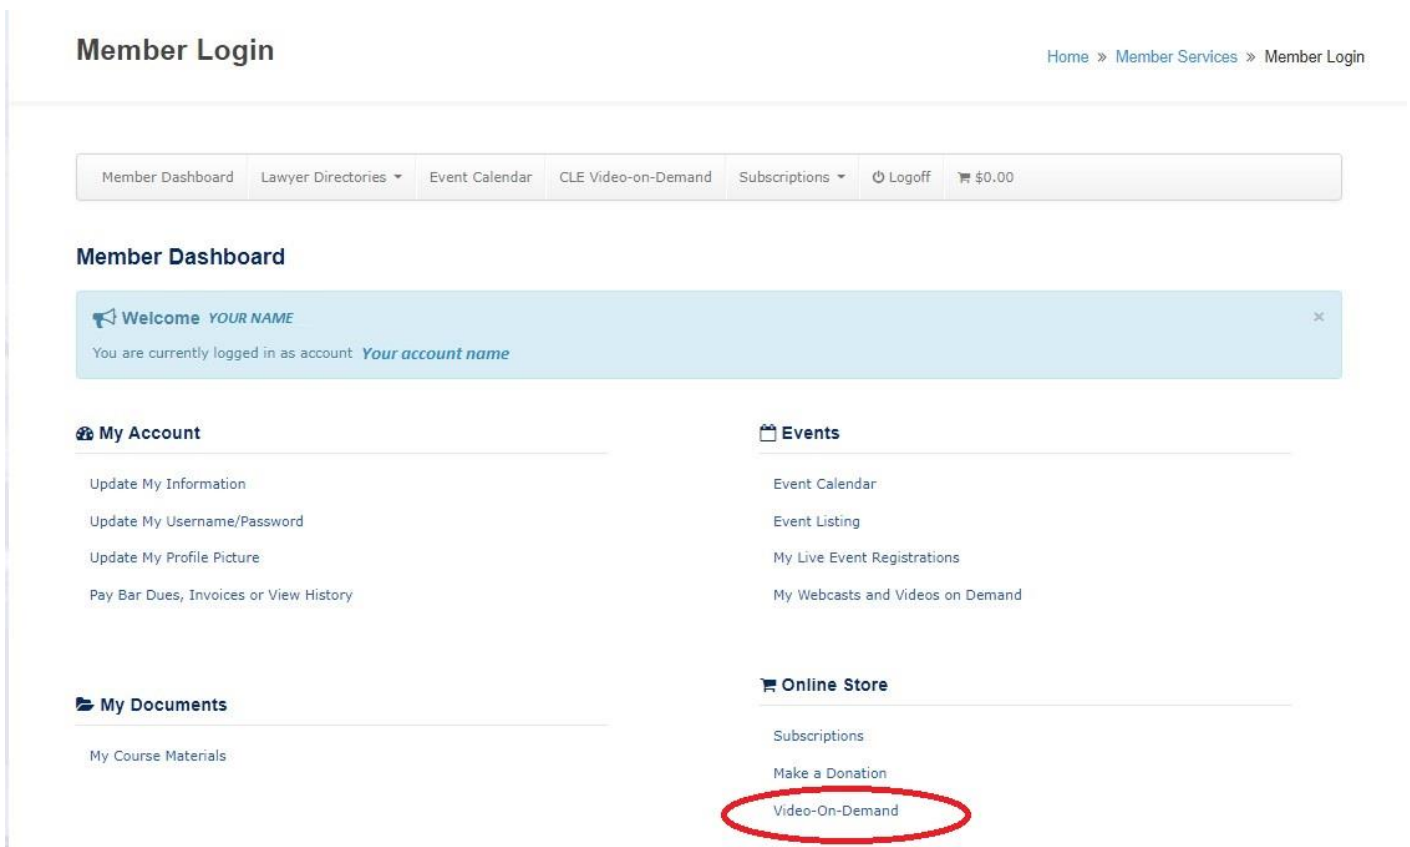 Member Login
Home » Member Services » Member Login
Member Dashboard Lawyer Directories Event Calendar CLE Video-on-Demand Subscriptions Logoff $0.00
Member Dashboard
Welcome YOUR NAME ×
You are currently logged in as account Your account name
My Account
Update My Information
Update My Username/Password
Update My Profile Picture
Pay Bar Dues, Invoices or View History
Events
Event Calendar
Event Listing
My Live Event Registrations
My Webcasts and Videos on Demand
My Documents
My Course Materials
Online Store
Subscriptions
Make a Donation
Video-On-Demand